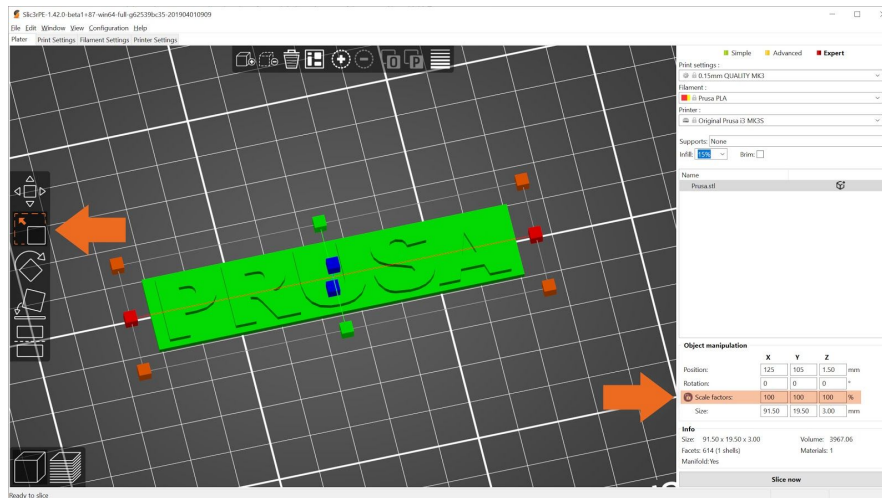 Slic3rPE-1.42.0-beta1+87-win64-full-g62539bc35-201904010909
File Edit Window View Configuration Help
Plater Print Settings Filament Settings Printer Settings
Simple Advanced Expert
Print settings :
0.15mm QUALITY MK3
Filament :
Prusa PLA
Printer :
Original Prusa i3 MK3S
Supports: None
Infill: 15% Brim:
Name
Prusa.stl
PRUSA
Object manipulation
X Y Z
Position: 125 105 1.50 mm
Rotation: 0 0 0 °
Scale factors: 100 100 100 %
Size: 91.50 19.50 3.00 mm
Info
Size: 91.50 x 19.50 x 3.00 Volume: 3967.06
Facets: 614 (1 shells) Materials: 1
Manifold: Yes
Slice now
Ready to slice